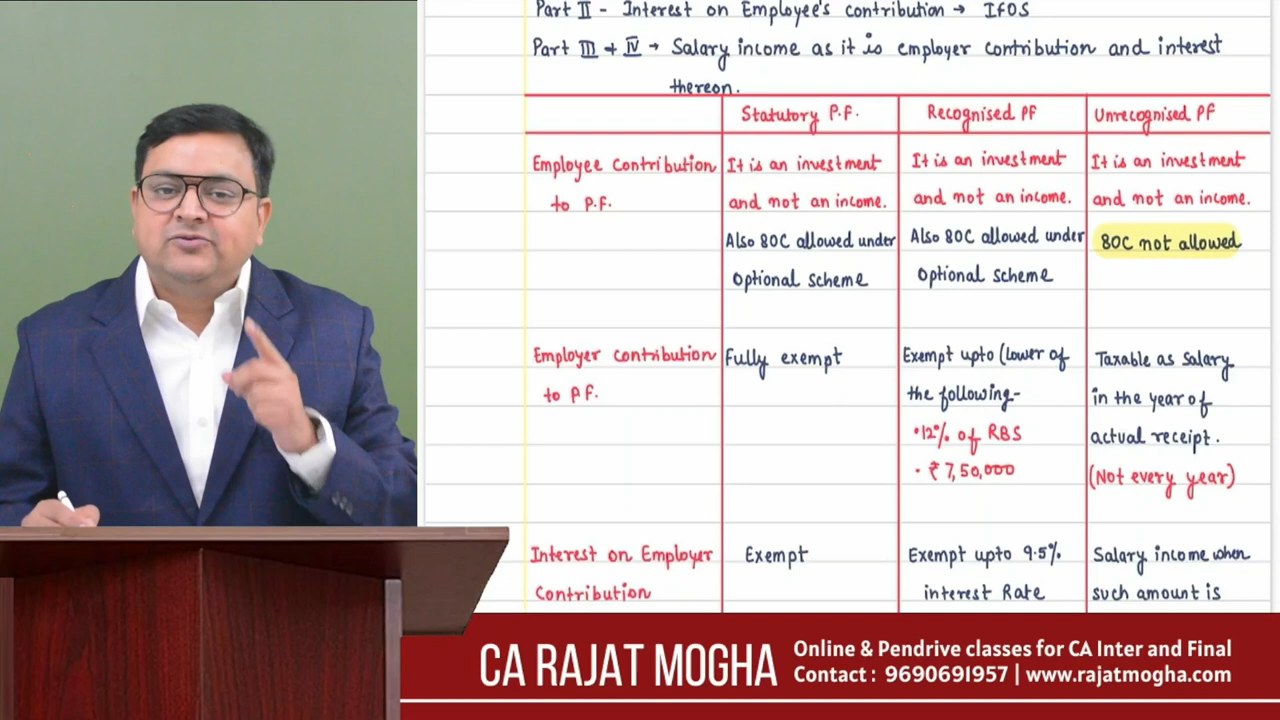 Part II - Interest on Employee's contribution → IFOS
Part III + IV → Salary income as it is employer contribution and interest
thereon.
Statutory P.F.
Recognised PF
Unrecognised PF
Employee Contribution
to P.F.
It is an investment
and not an income.
Also 80C allowed under
Optional scheme
It is an investment
and not an income.
Also 80C allowed under
Optional scheme
It is an investment
and not an income.
80C not allowed
Employer contribution
to P.F.
Fully exempt
Exempt upto (lower of
the following-
•12% of RBS
• ₹7,50,000
Taxable as Salary
in the year of
actual receipt.
(Not every year)
Interest on Employer
Contribution
Exempt
Exempt upto 9.5%
interest Rate
Salary income when
such amount is
CA RAJAT MOGHA
Online & Pendrive classes for CA Inter and Final
Contact : 9690691957 | www.rajatmogha.com